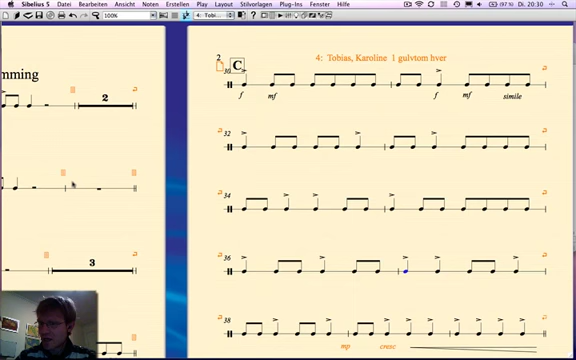 Sibelius 5 Datei Bearbeiten Ansicht Noten Erstellen Play Layout Stilvorlagen Plug-Ins Fenster Hilfe (97%) Di 20:30
100% 4: Tobi...
mming
2
3
2
C
4: Tobias, Karoline 1 gulvtom hver
30
f mf f mf simile
32
34
36
38
mp cresc